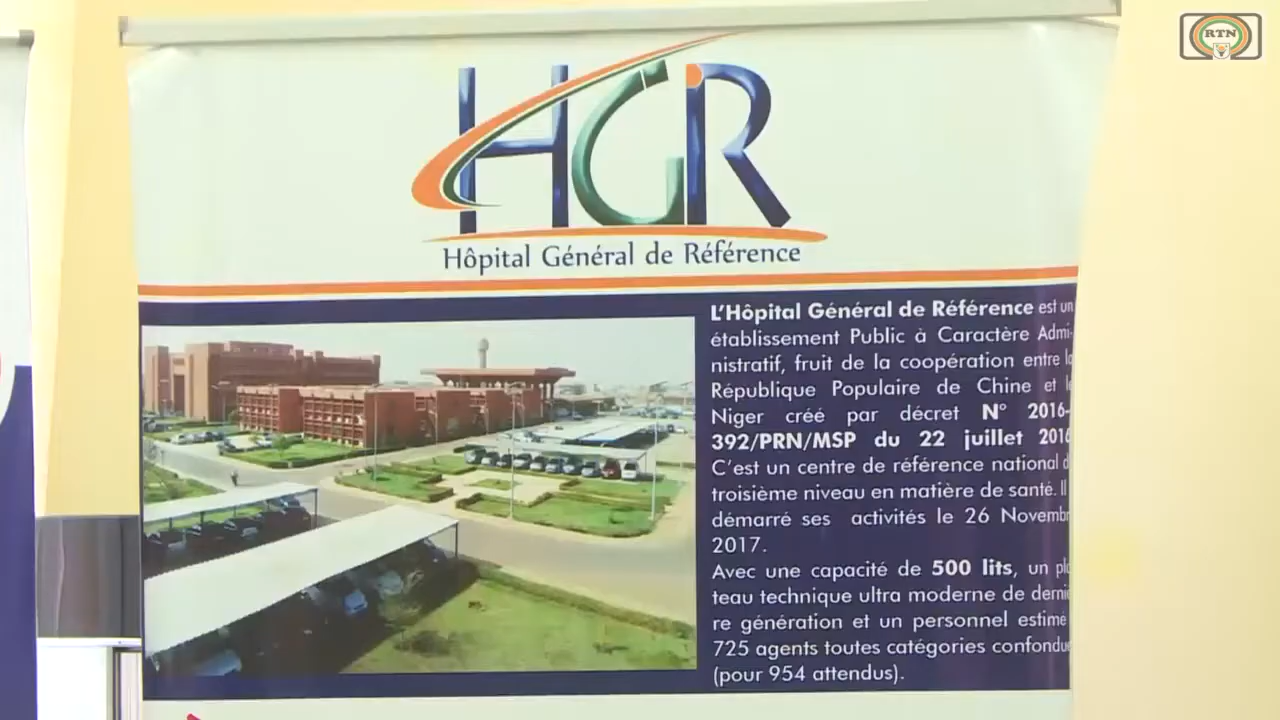 RTN
HGR
Hôpital Général de Référence
L'Hôpital Général de Référence est un
établissement Public à Caractère Admi-
nistratif, fruit de la coopération entre la
République Populaire de Chine et le
Niger créé par décret N° 2016-
392/PRN/MSP du 22 juillet 2016
C'est un centre de référence national d
troisième niveau en matière de santé. Il
démarré ses activités le 26 Novembr
2017.
Avec une capacité de 500 lits, un pla
teau technique ultra moderne de derniè
re génération et un personnel estimé
725 agents toutes catégories confondue
(pour 954 attendus).